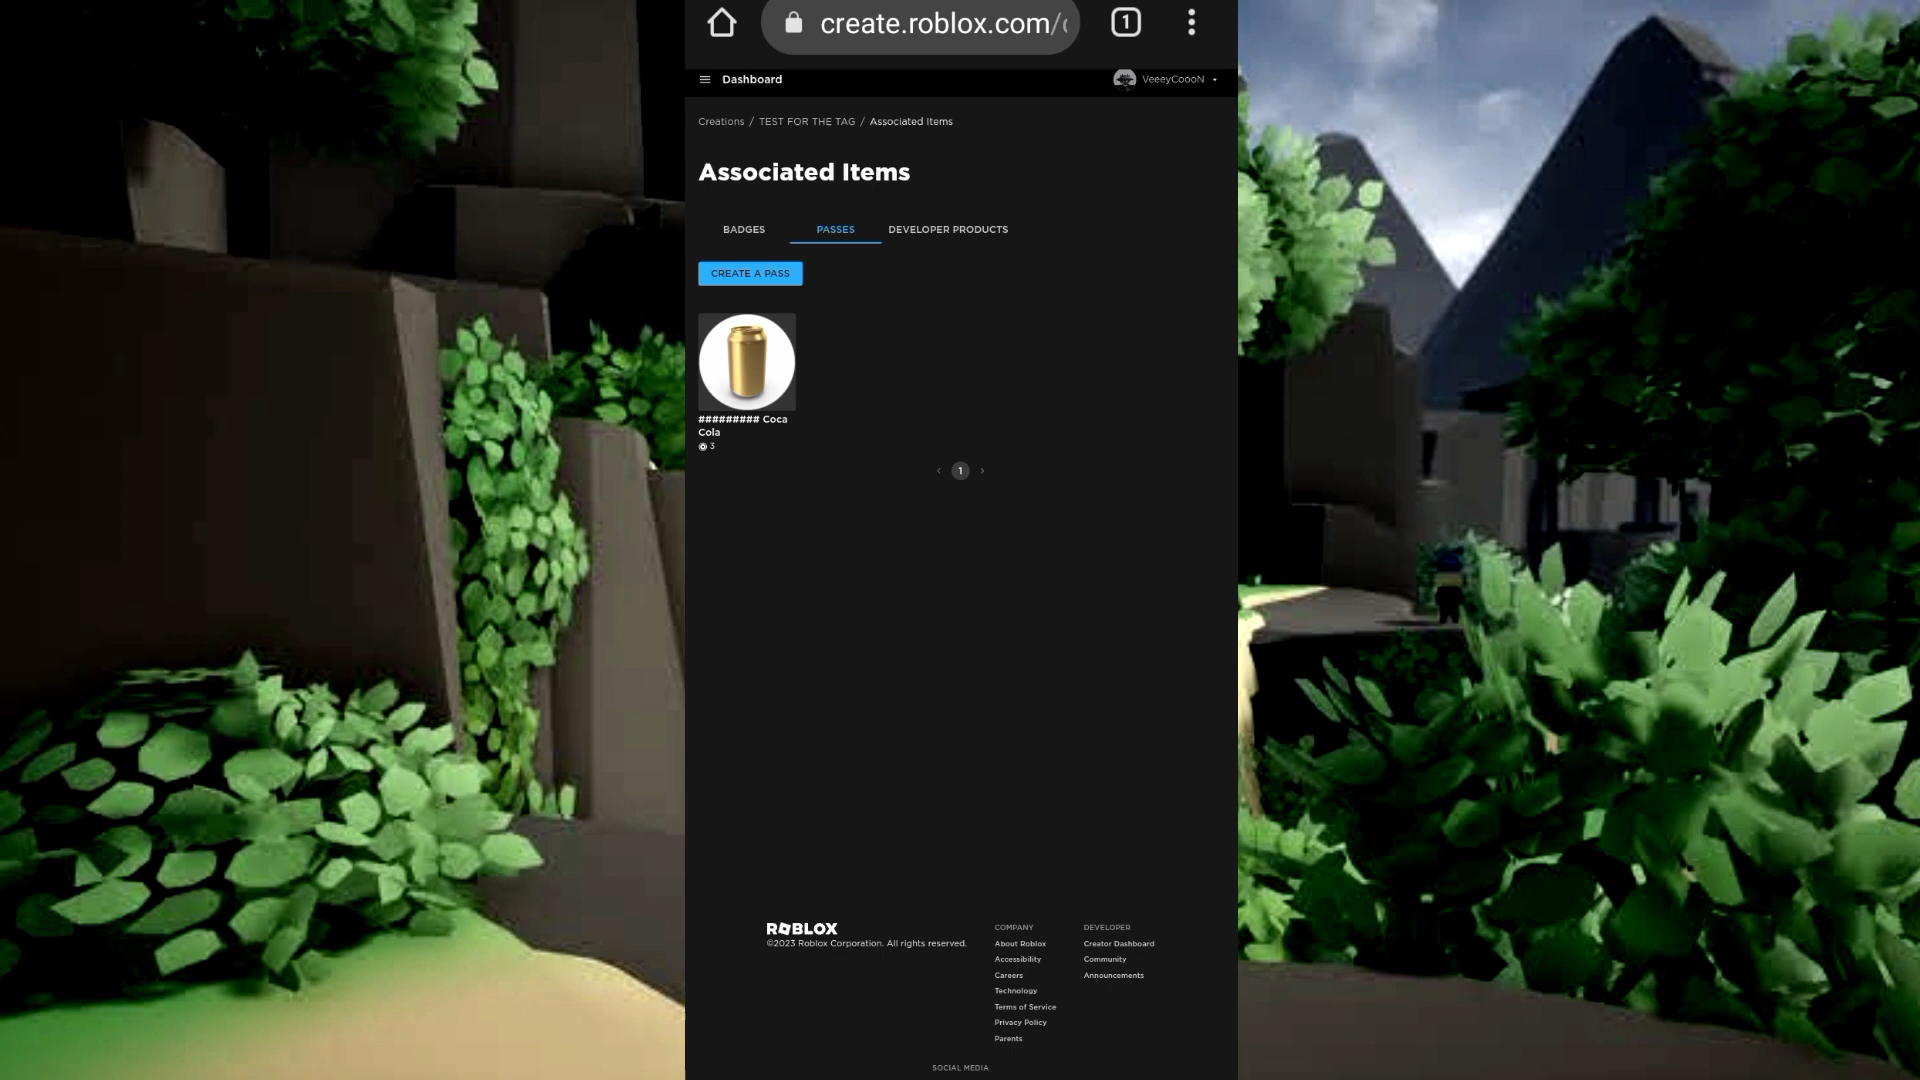 create.roblox.com/
1
Dashboard
VeeeyCoooN
Creations / TEST FOR THE TAG / Associated Items
Associated Items
BADGES
PASSES
DEVELOPER PRODUCTS
CREATE A PASS
######### Coca
Cola
3
1
ROBLOX
©2023 Roblox Corporation. All rights reserved.
COMPANY
About Roblox
Accessibility
Careers
Technology
Terms of Service
Privacy Policy
Parents
DEVELOPER
Creator Dashboard
Community
Announcements
SOCIAL MEDIA